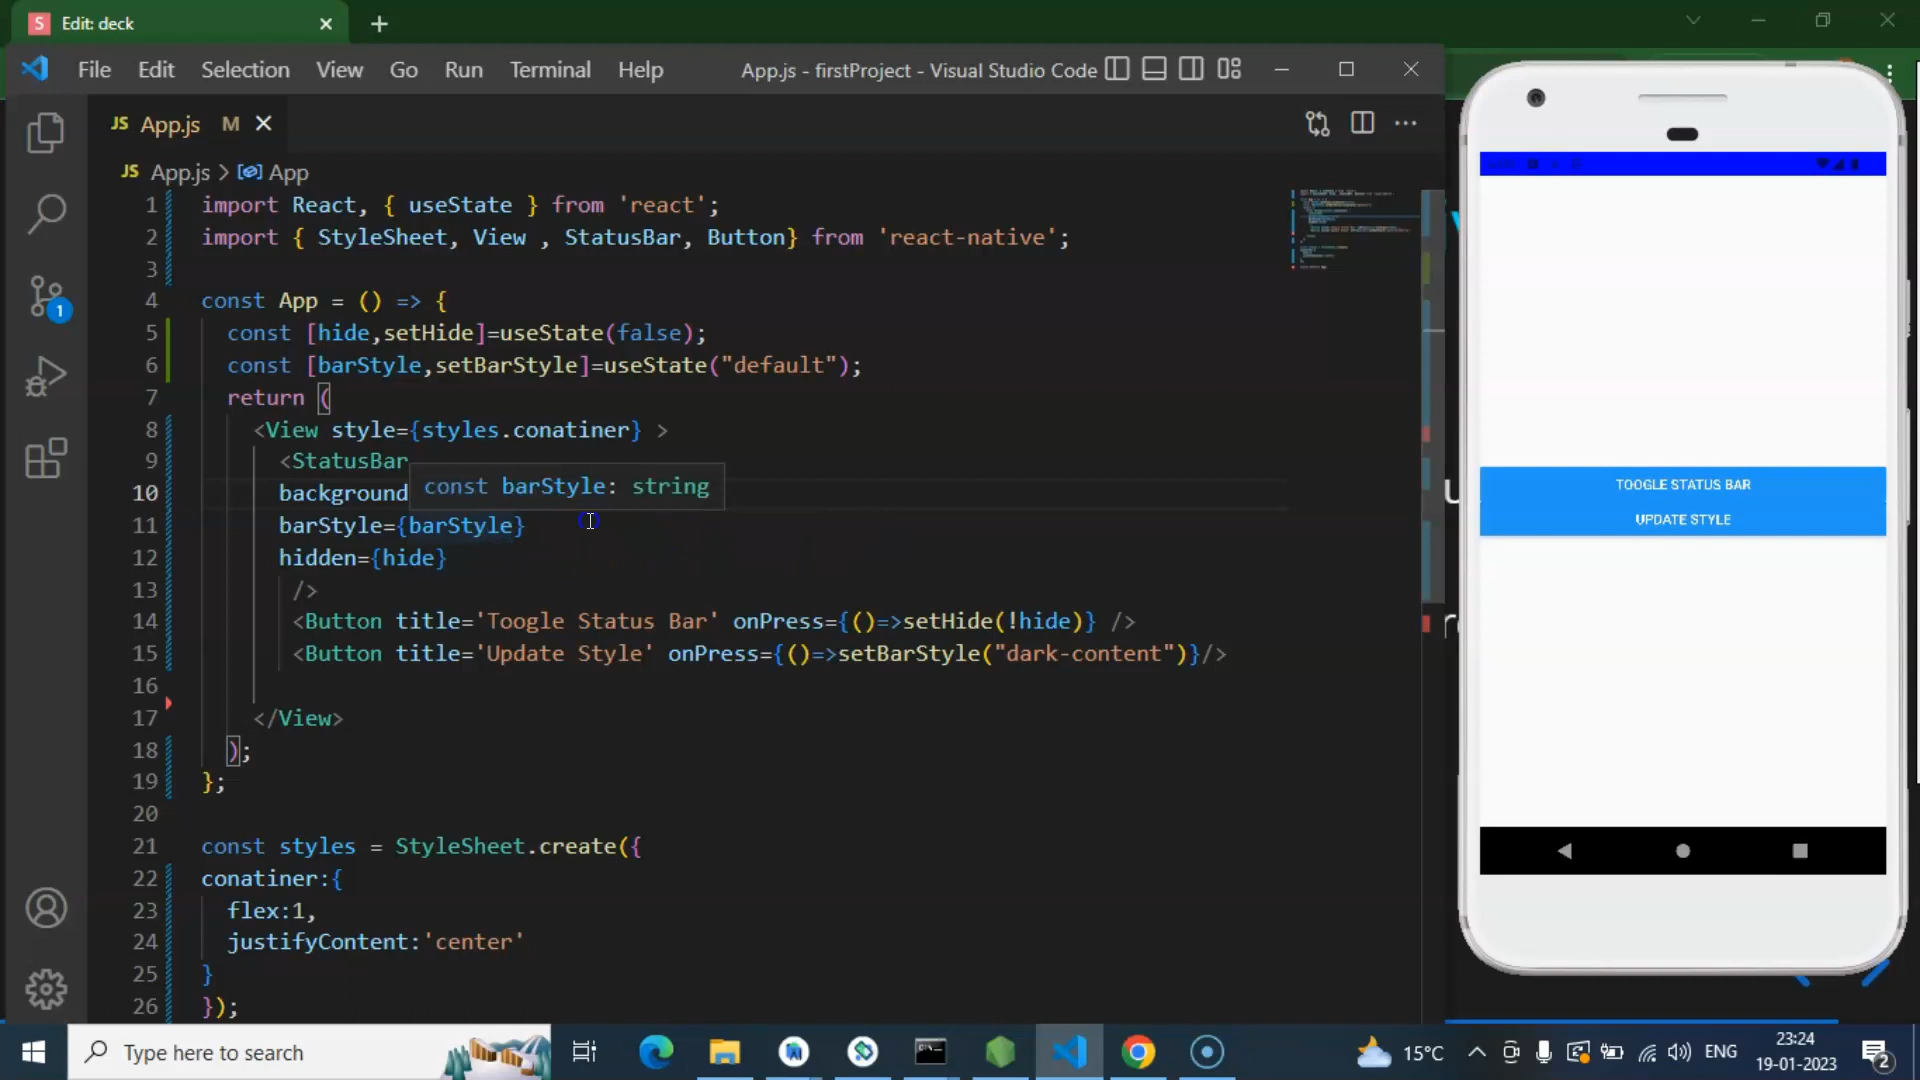 S Edit: deck
File Edit Selection View Go Run Terminal Help
App.js - firstProject - Visual Studio Code
JS App.js M
JS App.js > App
1 import React, { useState } from 'react';
2 import { StyleSheet, View , StatusBar, Button} from 'react-native';
3
4 const App = () => {
5 const [hide,setHide]=useState(false);
6 const [barStyle,setBarStyle]=useState("default");
7 return (
8 <View style={styles.conatiner} >
9 <StatusBar
const barStyle: string
10 background
11 barStyle={barStyle}
12 hidden={hide}
13 />
14 <Button title='Toogle Status Bar' onPress={()=>setHide(!hide)} />
15 <Button title='Update Style' onPress={()=>setBarStyle("dark-content")}/>
16
17 </View>
18 );
19 };
20
21 const styles = StyleSheet.create({
22 conatiner:{
23 flex:1,
24 justifyContent:'center'
25 }
26 });
1
TOOGLE STATUS BAR
UPDATE STYLE
Type here to search
15°C
ENG
23:24
19-01-2023
2